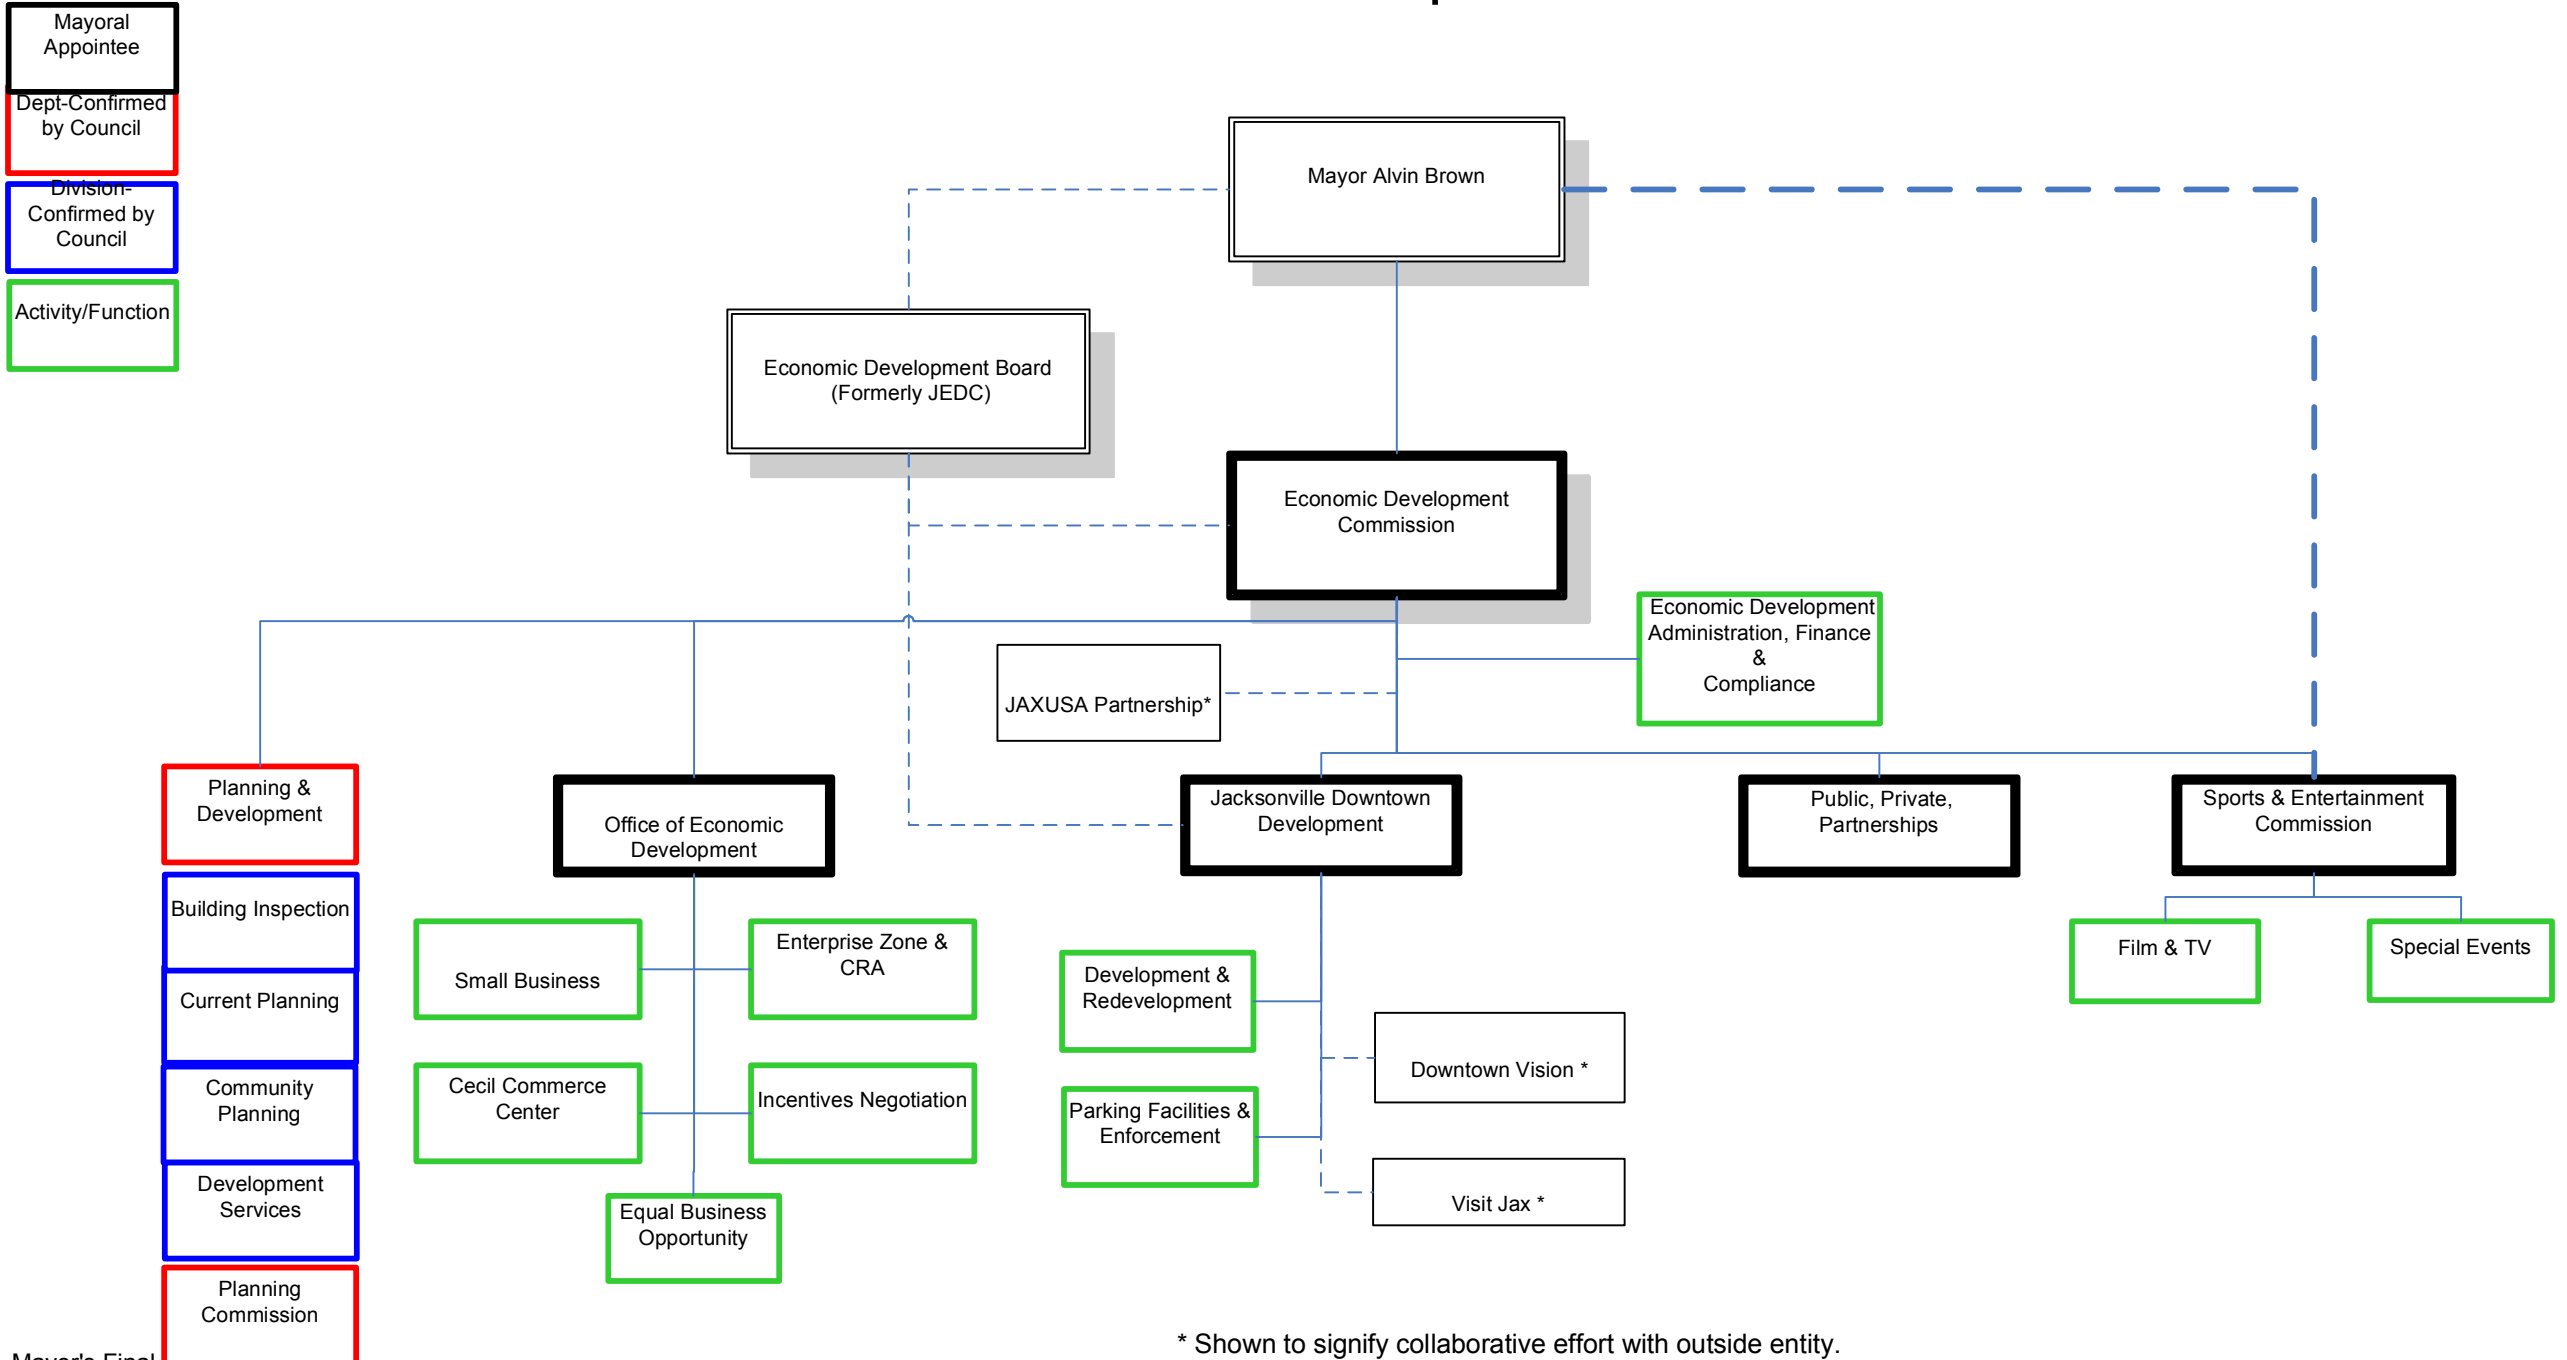 Mayoral
Appointee
Dept-Confirmed
by Council
Division-
Confirmed by
Council
Activity/Function
Mayor Alvin Brown
Economic Development Board
(Formerly JEDC)
Economic Development
Commission
Economic Development
Administration, Finance
&
Compliance
JAXUSA Partnership*
Planning &
Development
Office of Economic
Development
Jacksonville Downtown
Development
Public, Private,
Partnerships
Sports & Entertainment
Commission
Building Inspection
Current Planning
Community
Planning
Development
Services
Planning
Commission
Small Business
Enterprise Zone &
CRA
Cecil Commerce
Center
Incentives Negotiation
Equal Business
Opportunity
Development &
Redevelopment
Parking Facilities &
Enforcement
Downtown Vision *
Visit Jax *
Film & TV
Special Events
* Shown to signify collaborative effort with outside entity.
Mayor's Final